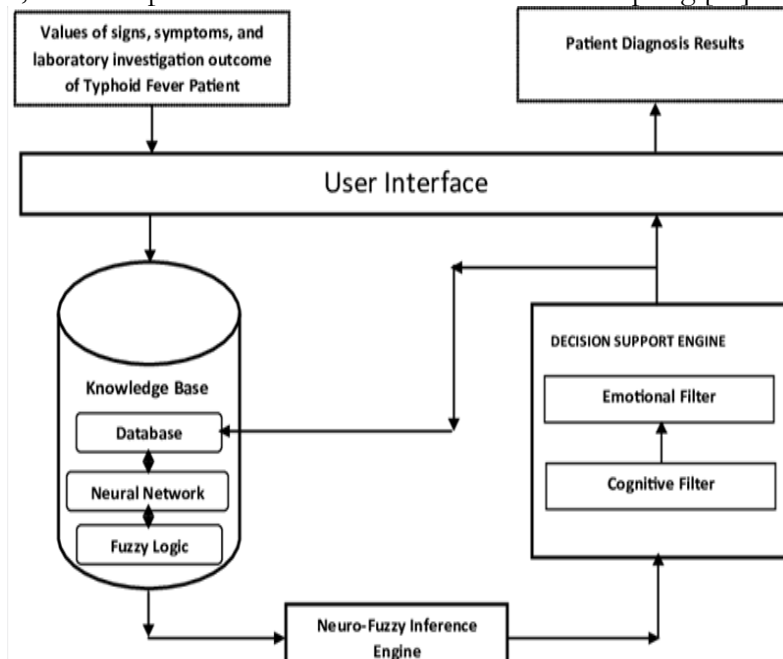 Values of signs, symptoms, and
laboratory investigation outcome
of Typhoid Fever Patient
Patient Diagnosis Results
User Interface
DECISION SUPPORT ENGINE
Emotional Filter
Cognitive Filter
Knowledge Base
Database
Neural Network
Fuzzy Logic
Neuro-Fuzzy Inference
Engine